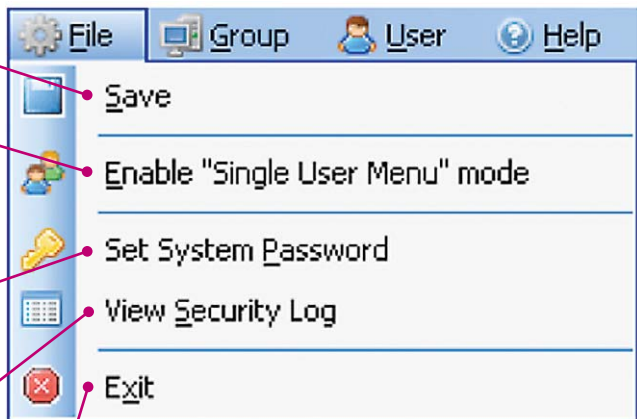 File Group User Help
Save
Enable "Single User Menu" mode
Set System Password
View Security Log
Exit